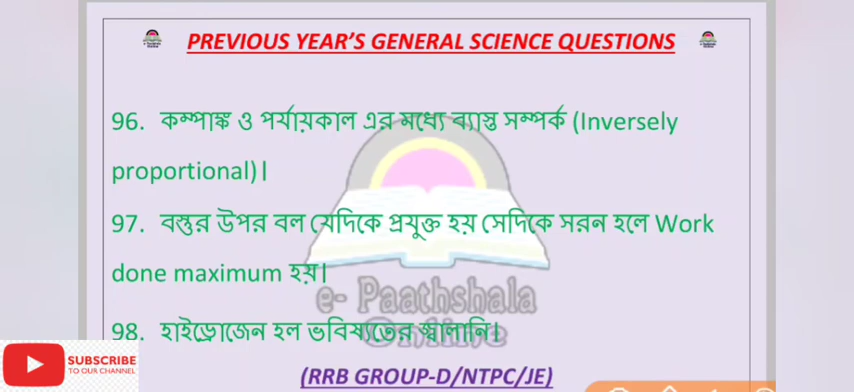 PREVIOUS YEAR'S GENERAL SCIENCE QUESTIONS
96. কম্পাঙ্ক ও পর্যায়কাল এর মধ্যে ব্যাস্ত সম্পর্ক (Inversely
proportional)।
97. বস্তুর উপর বল যেদিকে প্রযুক্ত হয় সেদিকে সরন হলে Work
done maximum হয়।
e- Paathshala
98. হাইড্রোজেন হল ভবিষ্যতের জ্বালানি।
Online
SUBSCRIBE
TO OUR CHANNEL
(RRB GROUP-D/NTPC/JE)